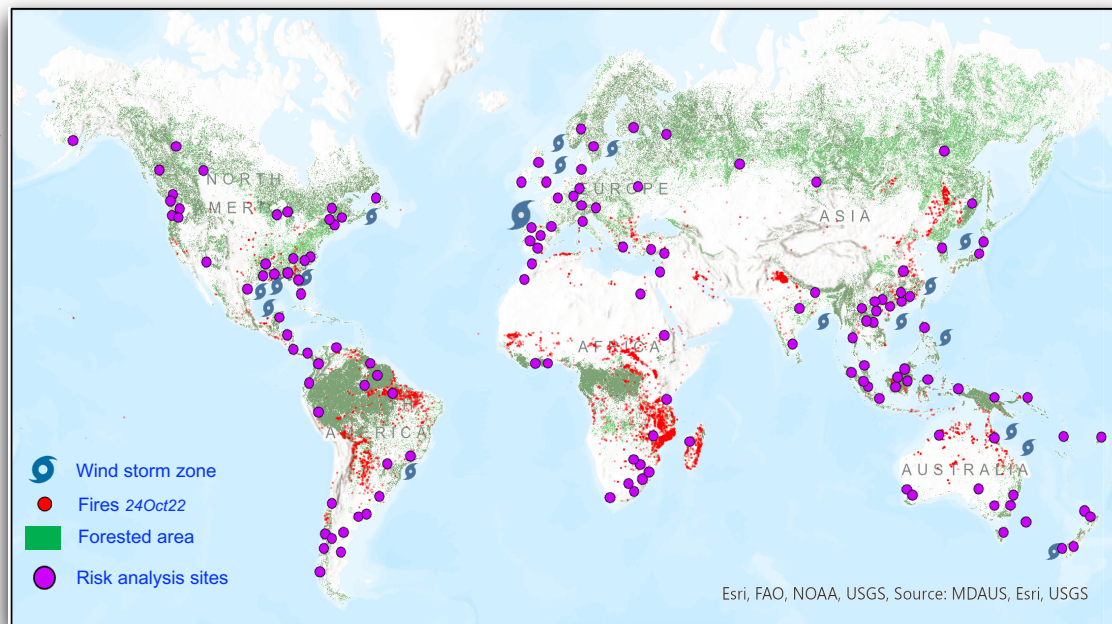 NORTH
MERI
EUROPE
ASIA
AFRICA
AMERICA
AUSTRALIA
Wind storm zone
Fires 24Oct22
Forested area
Risk analysis sites
Esri, FAO, NOAA, USGS, Source: MDAUS, Esri, USGS